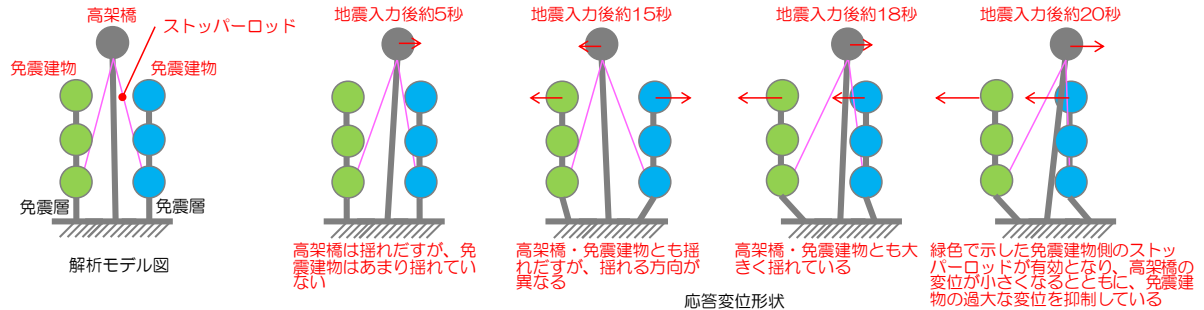 高架橋
ストッパーロッド
免震建物
免震建物
免震層
免震層
解析モデル図
地震入力後約5秒
高架橋は揺れだすが、免
震建物はあまり揺れてい
ない
地震入力後約15秒
高架橋・免震建物とも揺
れだすが、揺れる方向が
異なる
地震入力後約18秒
高架橋・免震建物とも大
きく揺れている
地震入力後約20秒
緑色で示した免震建物側のストッ
パーロッドが有効となり、高架橋の
変位が小さくなるとともに、免震建
物の過大な変位を抑制している
応答変位形状